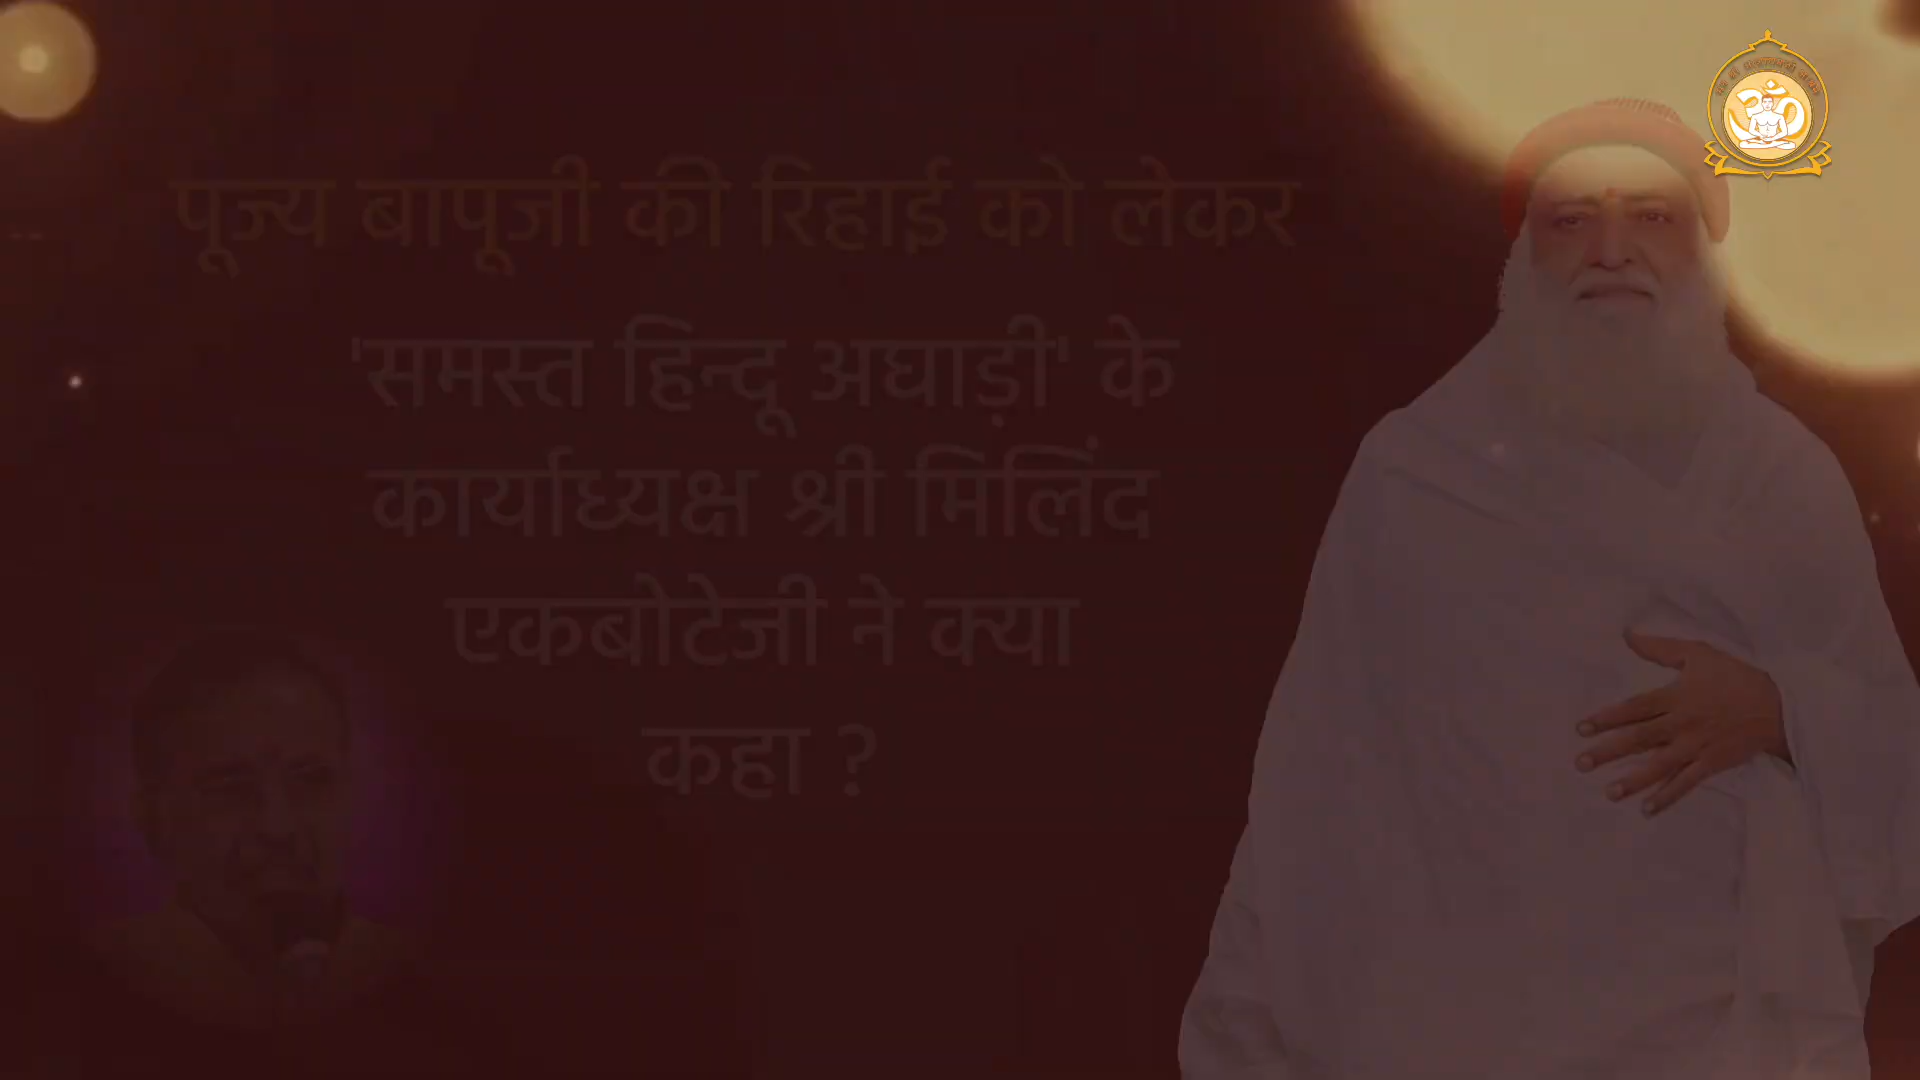 पूज्य बापूजी की रिहाई को लेकर
'समस्त हिन्दू अघाड़ी' के
कार्याध्यक्ष श्री मिलिंद
एकबोटेजी ने क्या
कहा ?